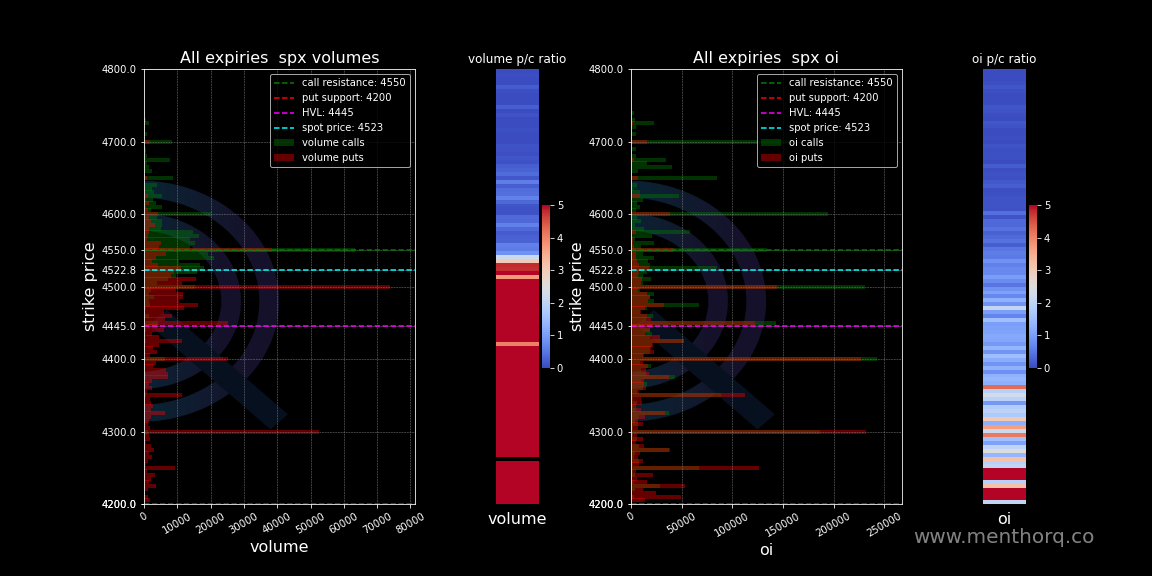 All expiries  spx volumes
call resistance: 4550
put support: 4200
HVL: 4445
spot price: 4523
volume calls
volume puts
4800.0
4700.0
4600.0
4550.0
4522.8
4500.0
4445.0
4400.0
4300.0
4200.0
strike price
0
10000
20000
30000
40000
50000
60000
70000
80000
volume
volume p/c ratio
5
4
3
2
1
0
volume
All expiries  spx oi
call resistance: 4550
put support: 4200
HVL: 4445
spot price: 4523
oi calls
oi puts
4800.0
4700.0
4600.0
4550.0
4522.8
4500.0
4445.0
4400.0
4300.0
4200.0
strike price
0
50000
100000
150000
200000
250000
oi
oi p/c ratio
5
4
3
2
1
0
oi
www.menthorq.co